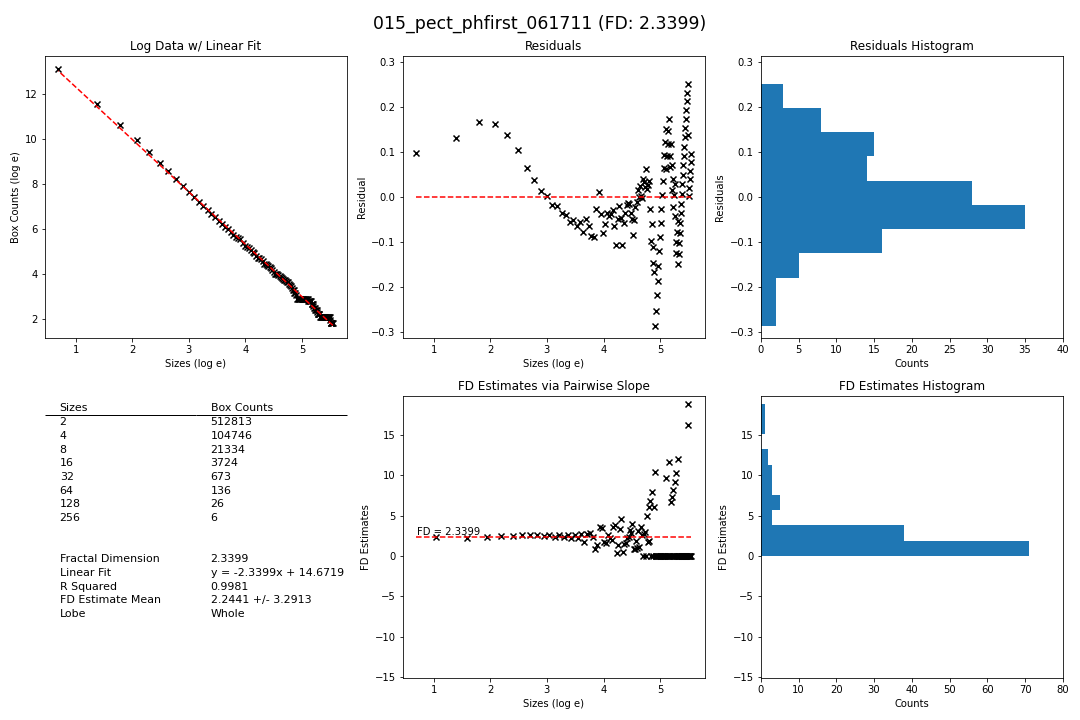 015_pect_phfirst_061711 (FD: 2.3399)
Log Data w/ Linear Fit
Box Counts (log e)
12
10
8
6
4
2
1 2 3 4 5
Sizes (log e)
Residuals
Residual
0.3
0.2
0.1
0.0
−0.1
−0.2
−0.3
1 2 3 4 5
Sizes (log e)
Residuals Histogram
Residuals
0.3
0.2
0.1
0.0
−0.1
−0.2
−0.3
0 5 10 15 20 25 30 35 40
Counts
Sizes Box Counts
2 512813
4 104746
8 21334
16 3724
32 673
64 136
128 26
256 6
Fractal Dimension 2.3399
Linear Fit y = -2.3399x + 14.6719
R Squared 0.9981
FD Estimate Mean 2.2441 +/- 3.2913
Lobe Whole
FD Estimates via Pairwise Slope
FD Estimates
15
10
5
0
−5
−10
−15
FD = 2.3399
1 2 3 4 5
Sizes (log e)
FD Estimates Histogram
FD Estimates
15
10
5
0
−5
−10
−15
0 10 20 30 40 50 60 70 80
Counts